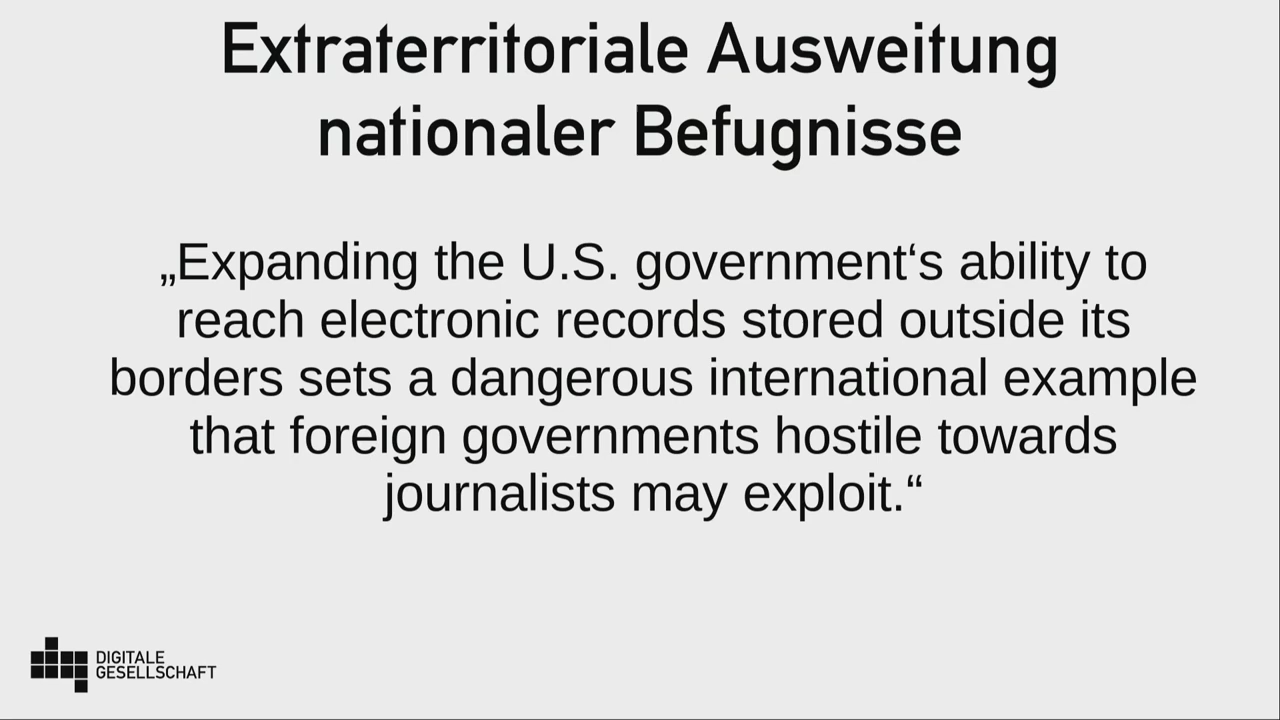 Extraterritoriale Ausweitung
nationaler Befugnisse
„Expanding the U.S. government‘s ability to
reach electronic records stored outside its
borders sets a dangerous international example
that foreign governments hostile towards
journalists may exploit.“
DIGITALE
GESELLSCHAFT